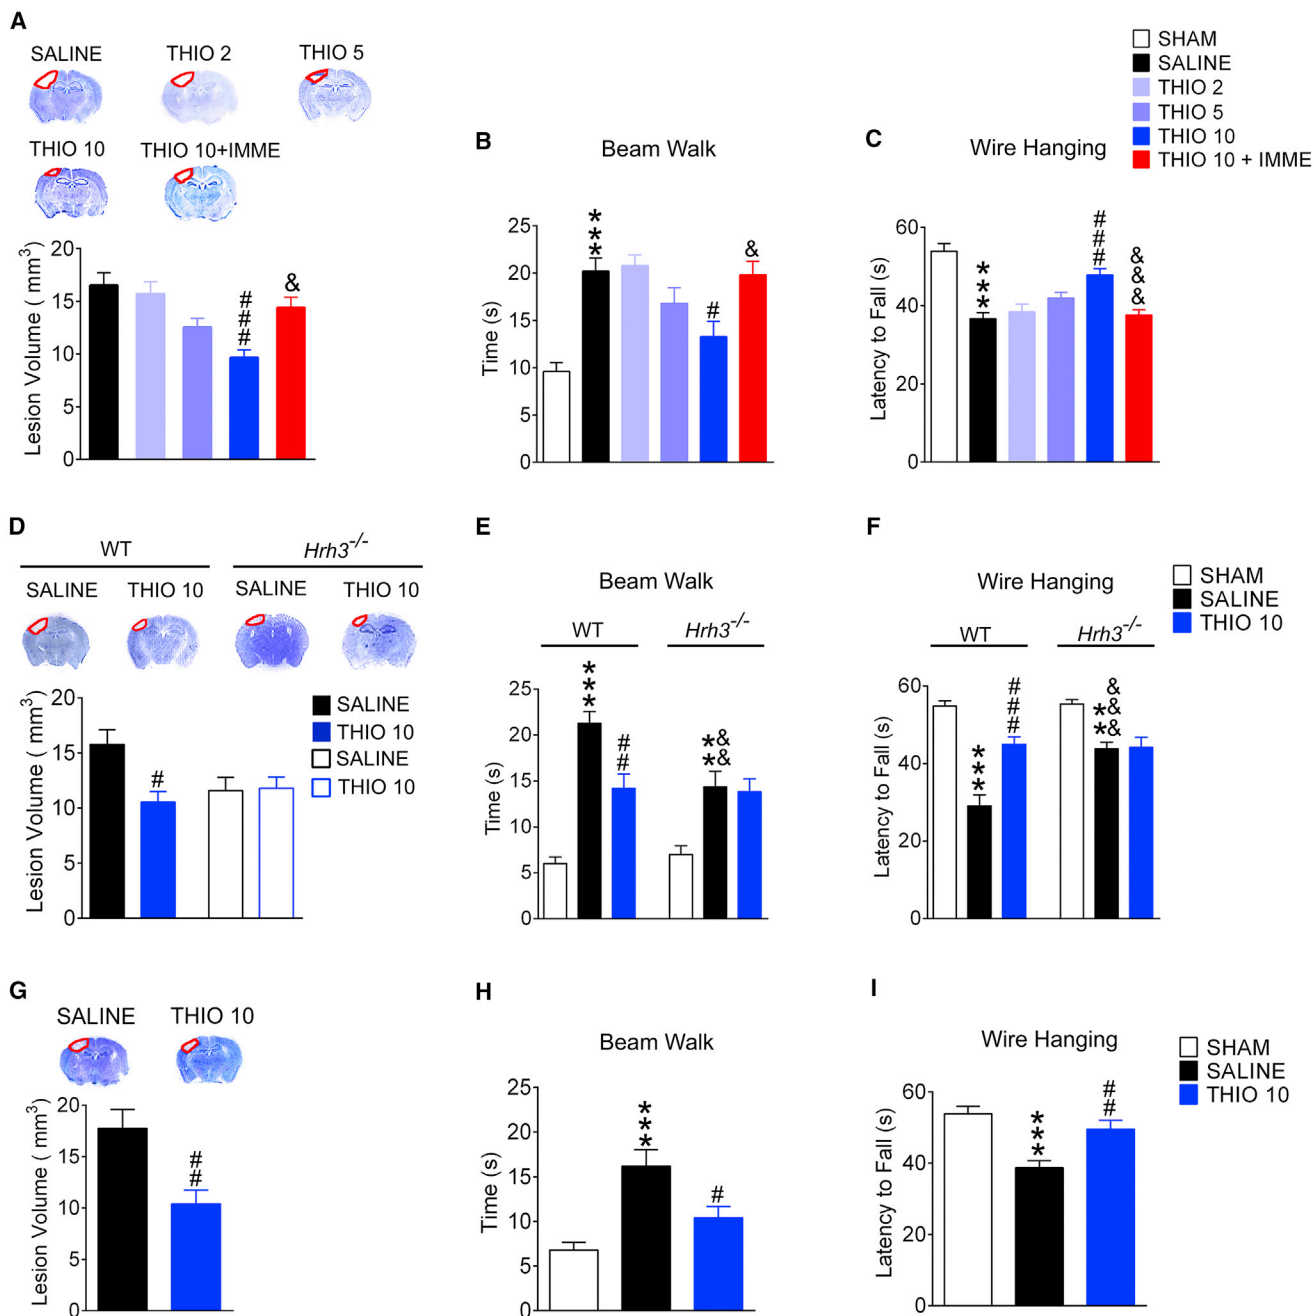 A
SALINE THIO 2 THIO 5
THIO 10 THIO 10+IMME
Lesion Volume ( mm³)
20
15
10
5
0
###
&
SHAM
SALINE
THIO 2
THIO 5
THIO 10
THIO 10 + IMME
B
Beam Walk
Time (s)
25
20
15
10
5
0
***
#
&
C
Wire Hanging
Latency to Fall (s)
60
40
20
0
***
###
&&&
D
WT Hrh3-/-
SALINE THIO 10 SALINE THIO 10
Lesion Volume ( mm³)
20
15
10
5
0
#
SALINE
THIO 10
SALINE
THIO 10
E
Beam Walk
WT Hrh3-/-
Time (s)
25
20
15
10
5
0
***
##
**&&
F
Wire Hanging
WT Hrh3-/-
Latency to Fall (s)
60
40
20
0
***
###
**&&&
SHAM
SALINE
THIO 10
G
SALINE THIO 10
Lesion Volume ( mm³)
20
15
10
5
0
##
H
Beam Walk
Time (s)
25
20
15
10
5
0
***
#
I
Wire Hanging
Latency to Fall (s)
60
40
20
0
***
##
SHAM
SALINE
THIO 10